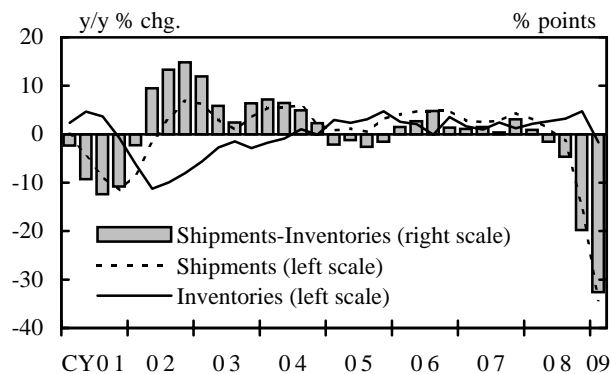 y/y % chg. % points
20
10
0
-10
-20
-30
-40
Shipments-Inventories (right scale)
Shipments (left scale)
Inventories (left scale)
CY01 02 03 04 05 06 07 08 09